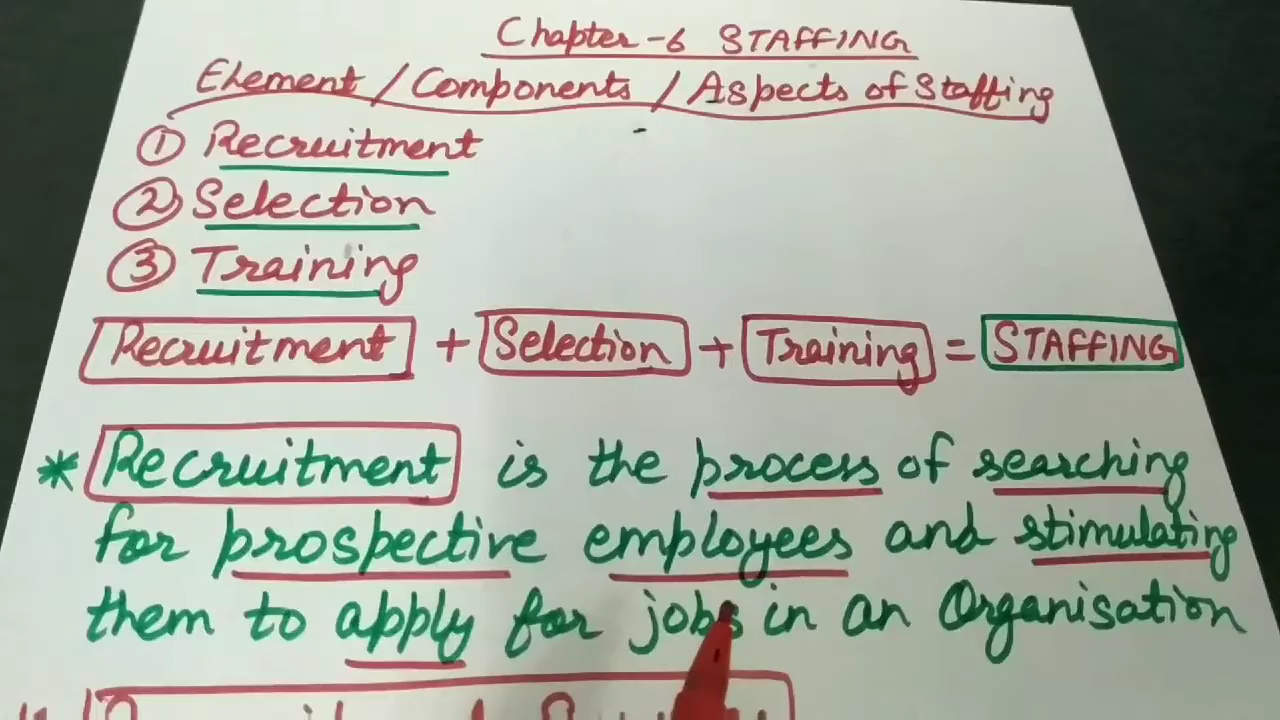 Chapter-6 STAFFING
Element / Components / Aspects of Staffing
① Recruitment
② Selection
③ Training
Recruitment + Selection + Training = STAFFING
* Recruitment is the process of searching
for prospective employees and stimulating
them to apply for jobs in an Organisation